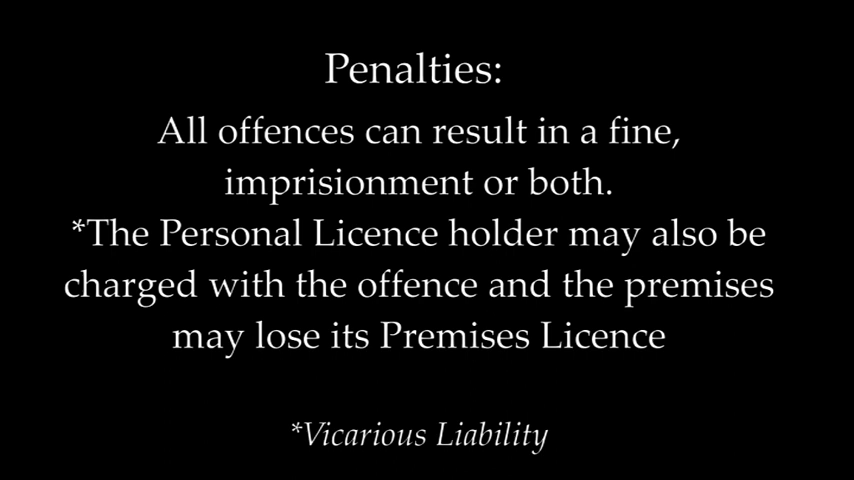 Penalties:
All offences can result in a fine,
imprisionment or both.
*The Personal Licence holder may also be
charged with the offence and the premises
may lose its Premises Licence
*Vicarious Liability